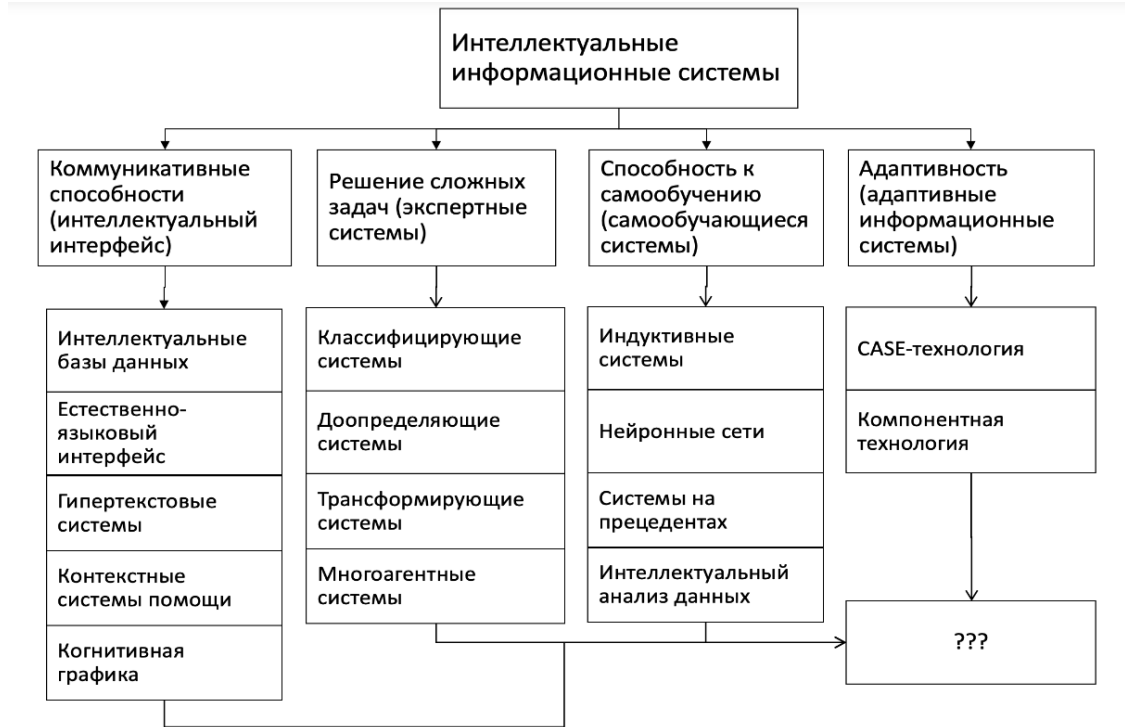 Интеллектуальные
информационные системы
Коммуникативные
способности
(интеллектуальный
интерфейс)
Решение сложных
задач (экспертные
системы)
Способность к
самообучению
(самообучающиеся
системы)
Адаптивность
(адаптивные
информационные
системы)
Интеллектуальные
базы данных
Естественно-
языковый
интерфейс
Гипертекстовые
системы
Контекстные
системы помощи
Когнитивная
графика
Классифицирующие
системы
Доопределяющие
системы
Трансформирующие
системы
Многоагентные
системы
Индуктивные
системы
Нейронные сети
Системы на
прецедентах
Интеллектуальный
анализ данных
CASE-технология
Компонентная
технология
???